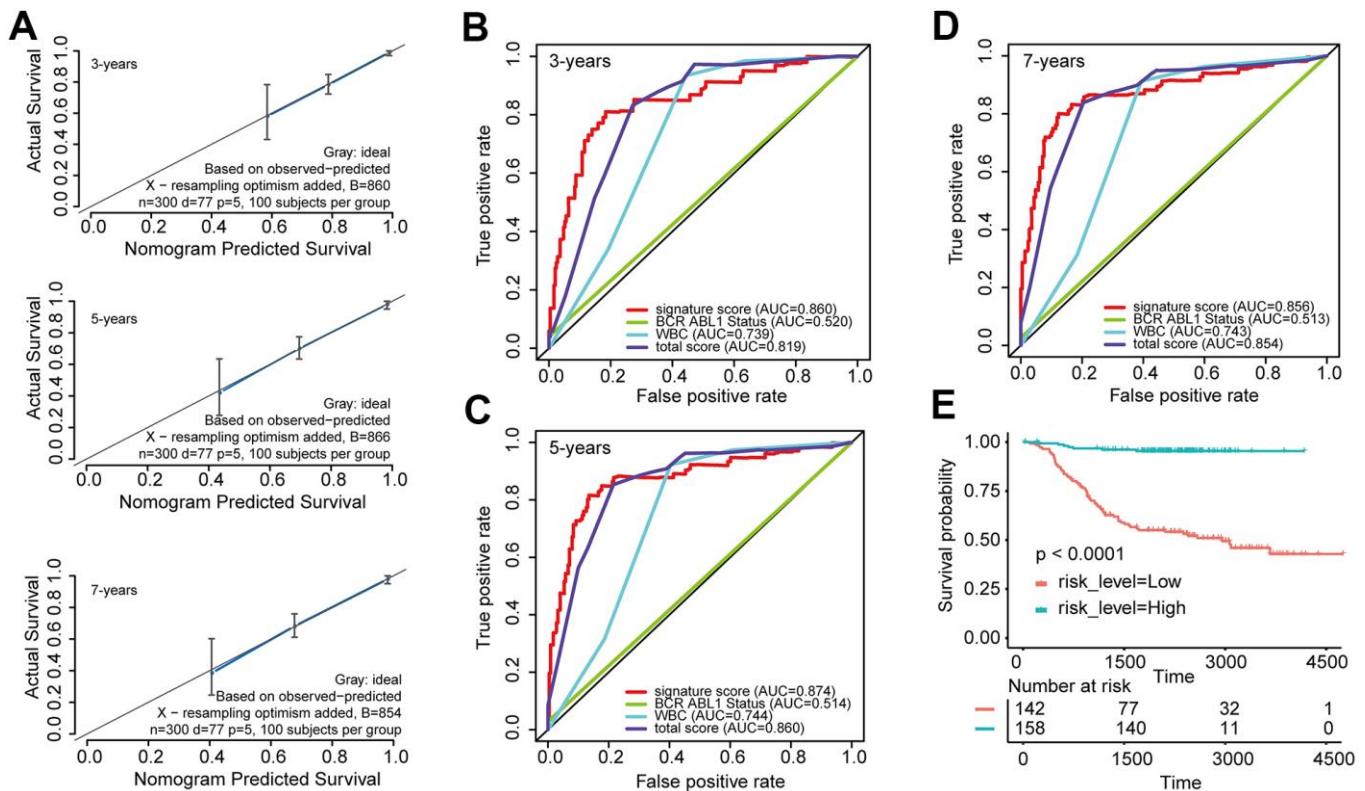 A
3-years
Actual Survival
0.0 0.2 0.4 0.6 0.8 1.0
Gray: ideal
Based on observed−predicted
X − resampling optimism added, B=860
n=300 d=77 p=5, 100 subjects per group
0.0 0.2 0.4 0.6 0.8 1.0
Nomogram Predicted Survival
5-years
Actual Survival
0.0 0.2 0.4 0.6 0.8 1.0
Gray: ideal
Based on observed−predicted
X − resampling optimism added, B=866
n=300 d=77 p=5, 100 subjects per group
0.0 0.2 0.4 0.6 0.8 1.0
Nomogram Predicted Survival
7-years
Actual Survival
0.0 0.2 0.4 0.6 0.8 1.0
Gray: ideal
Based on observed−predicted
X − resampling optimism added, B=854
n=300 d=77 p=5, 100 subjects per group
0.0 0.2 0.4 0.6 0.8 1.0
Nomogram Predicted Survival
B
3-years
True positive rate
0.0 0.2 0.4 0.6 0.8 1.0
signature score (AUC=0.860)
BCR ABL1 Status (AUC=0.520)
WBC (AUC=0.739)
total score (AUC=0.819)
0.0 0.2 0.4 0.6 0.8 1.0
False positive rate
C
5-years
True positive rate
0.0 0.2 0.4 0.6 0.8 1.0
signature score (AUC=0.874)
BCR ABL1 Status (AUC=0.514)
WBC (AUC=0.744)
total score (AUC=0.860)
0.0 0.2 0.4 0.6 0.8 1.0
False positive rate
D
7-years
True positive rate
0.0 0.2 0.4 0.6 0.8 1.0
signature score (AUC=0.856)
BCR ABL1 Status (AUC=0.513)
WBC (AUC=0.743)
total score (AUC=0.854)
0.0 0.2 0.4 0.6 0.8 1.0
False positive rate
E
Survival probability
1.00
0.75
0.50
0.25
0.00
p < 0.0001
risk_level=Low
risk_level=High
0 1500 3000 4500
Time
Number at risk
142 77 32 1
158 140 11 0
0 1500 3000 4500
Time